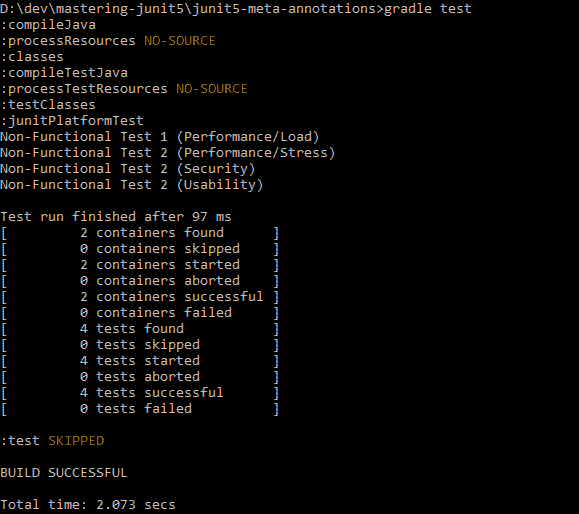 D:\dev\mastering-junit5\junit5-meta-annotations>gradle test
:compileJava
:processResources NO-SOURCE
:classes
:compileTestJava
:processTestResources NO-SOURCE
:testClasses
:junitPlatformTest
Non-Functional Test 1 (Performance/Load)
Non-Functional Test 2 (Performance/Stress)
Non-Functional Test 2 (Security)
Non-Functional Test 2 (Usability)

Test run finished after 97 ms
[         2 containers found      ]
[         0 containers skipped    ]
[         2 containers started    ]
[         0 containers aborted    ]
[         2 containers successful ]
[         0 containers failed     ]
[         4 tests found           ]
[         0 tests skipped         ]
[         4 tests started         ]
[         0 tests aborted         ]
[         4 tests successful      ]
[         0 tests failed          ]

:test SKIPPED

BUILD SUCCESSFUL

Total time: 2.073 secs